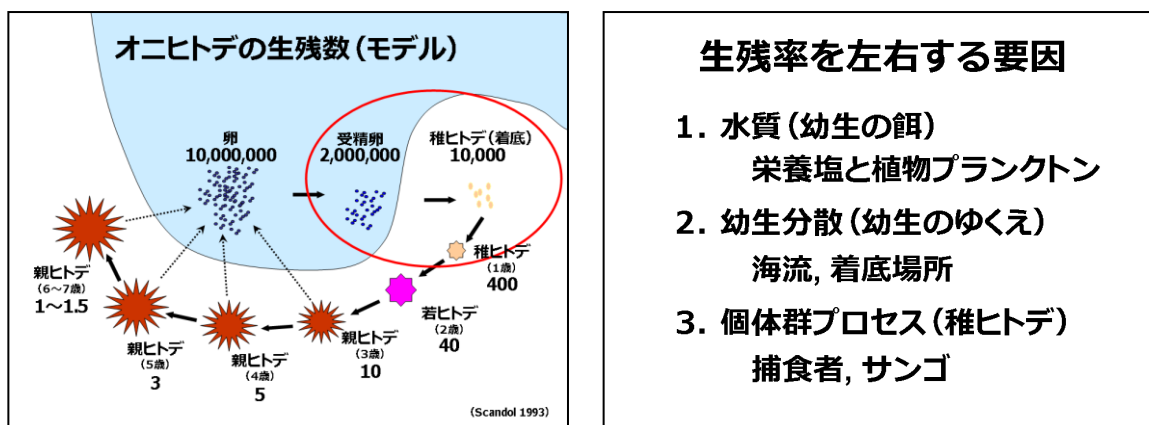 オニヒトデの生残数(モデル)
卵
10,000,000
受精卵
2,000,000
稚ヒトデ(着底)
10,000
稚ヒトデ
(1歳)
400
若ヒトデ
(2歳)
40
親ヒトデ
(3歳)
10
親ヒトデ
(4歳)
5
親ヒトデ
(5歳)
3
親ヒトデ
(6~7歳)
1~1.5
(Scandol 1993)
生残率を左右する要因
1. 水質(幼生の餌)
栄養塩と植物プランクトン
2. 幼生分散(幼生のゆくえ)
海流, 着底場所
3. 個体群プロセス(稚ヒトデ)
捕食者, サンゴ